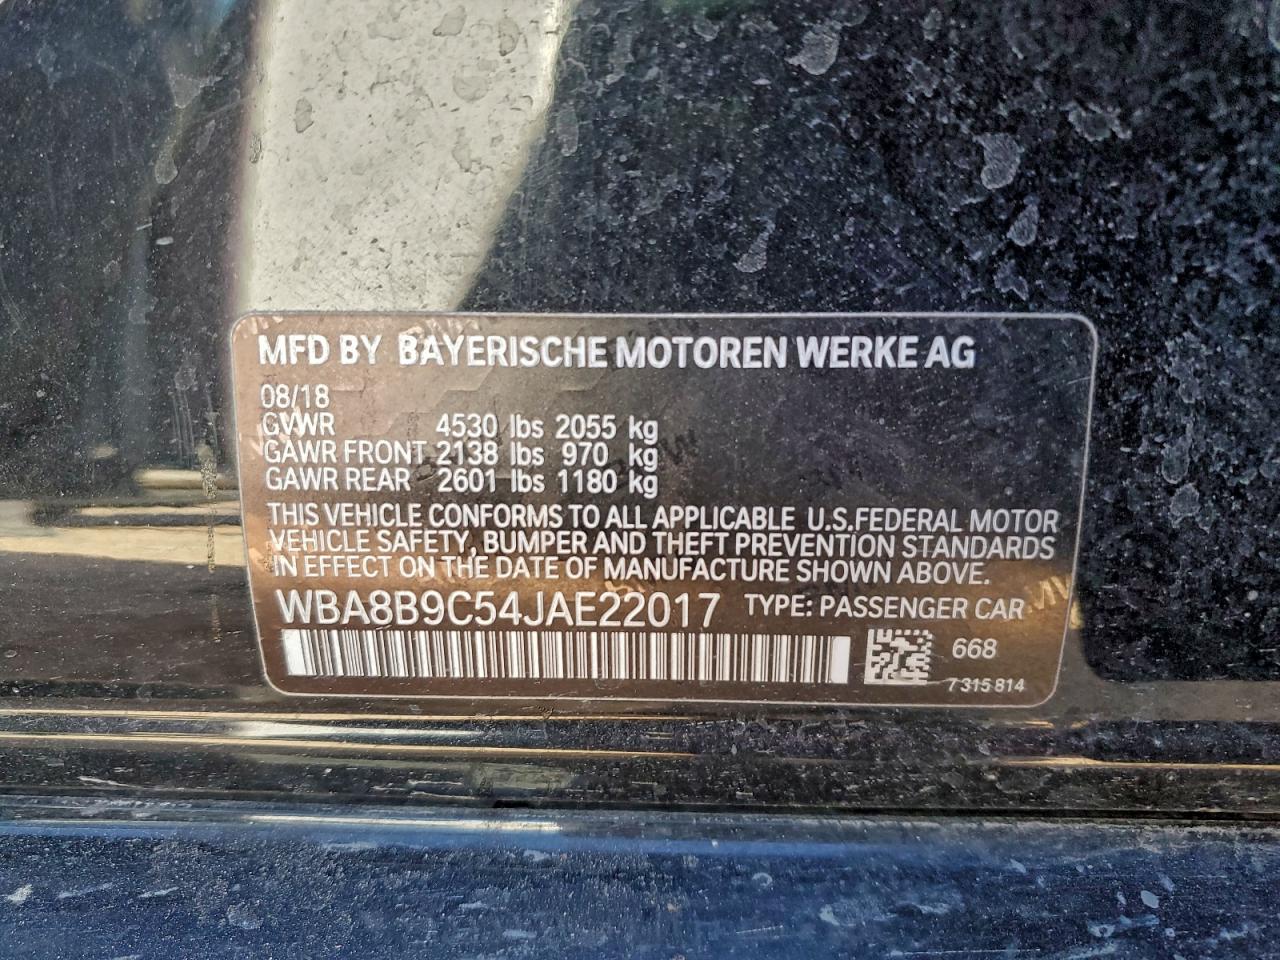 MFD BY BAYERISCHE MOTOREN WERKE AG
08/18
GVWR 4530 lbs 2055 kg
GAWR FRONT 2138 lbs 970 kg
GAWR REAR 2601 lbs 1180 kg
THIS VEHICLE CONFORMS TO ALL APPLICABLE U.S.FEDERAL MOTOR
VEHICLE SAFETY, BUMPER AND THEFT PREVENTION STANDARDS
IN EFFECT ON THE DATE OF MANUFACTURE SHOWN ABOVE.
WBA8B9C54JAE22017 TYPE: PASSENGER CAR
668
7 315 814